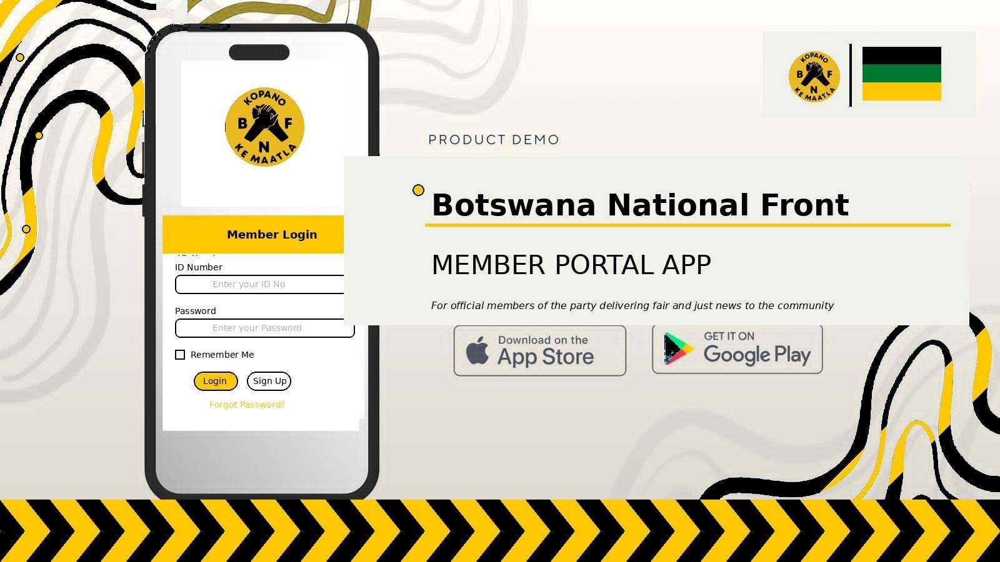 KOPANO
B F
N
KE MAATLA
Member Login
ID Number
Enter your ID No
Password
Enter your Password
Remember Me
Login Sign Up
Forgot Password?
KOPANO
B F
N
KE MAATLA
PRODUCT DEMO
Botswana National Front
MEMBER PORTAL APP
For official members of the party delivering fair and just news to the community
Download on the
App Store
GET IT ON
Google Play